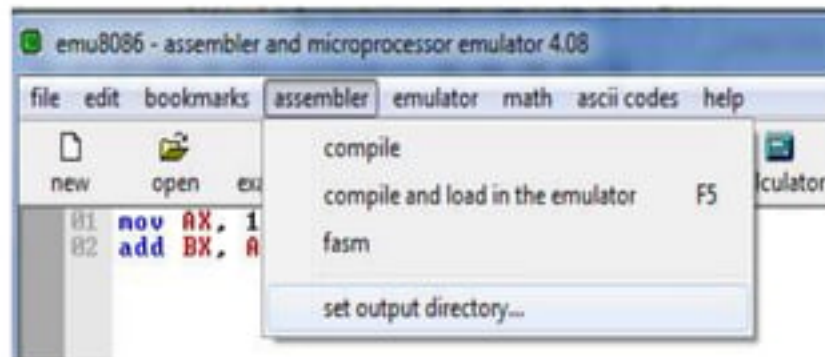 emu8086 - assembler and microprocessor emulator 4.08
file edit bookmarks assembler emulator math ascii codes help
new open
compile
compile and load in the emulator F5
fasm
set output directory...
01 mov AX, 1
02 add BX, A